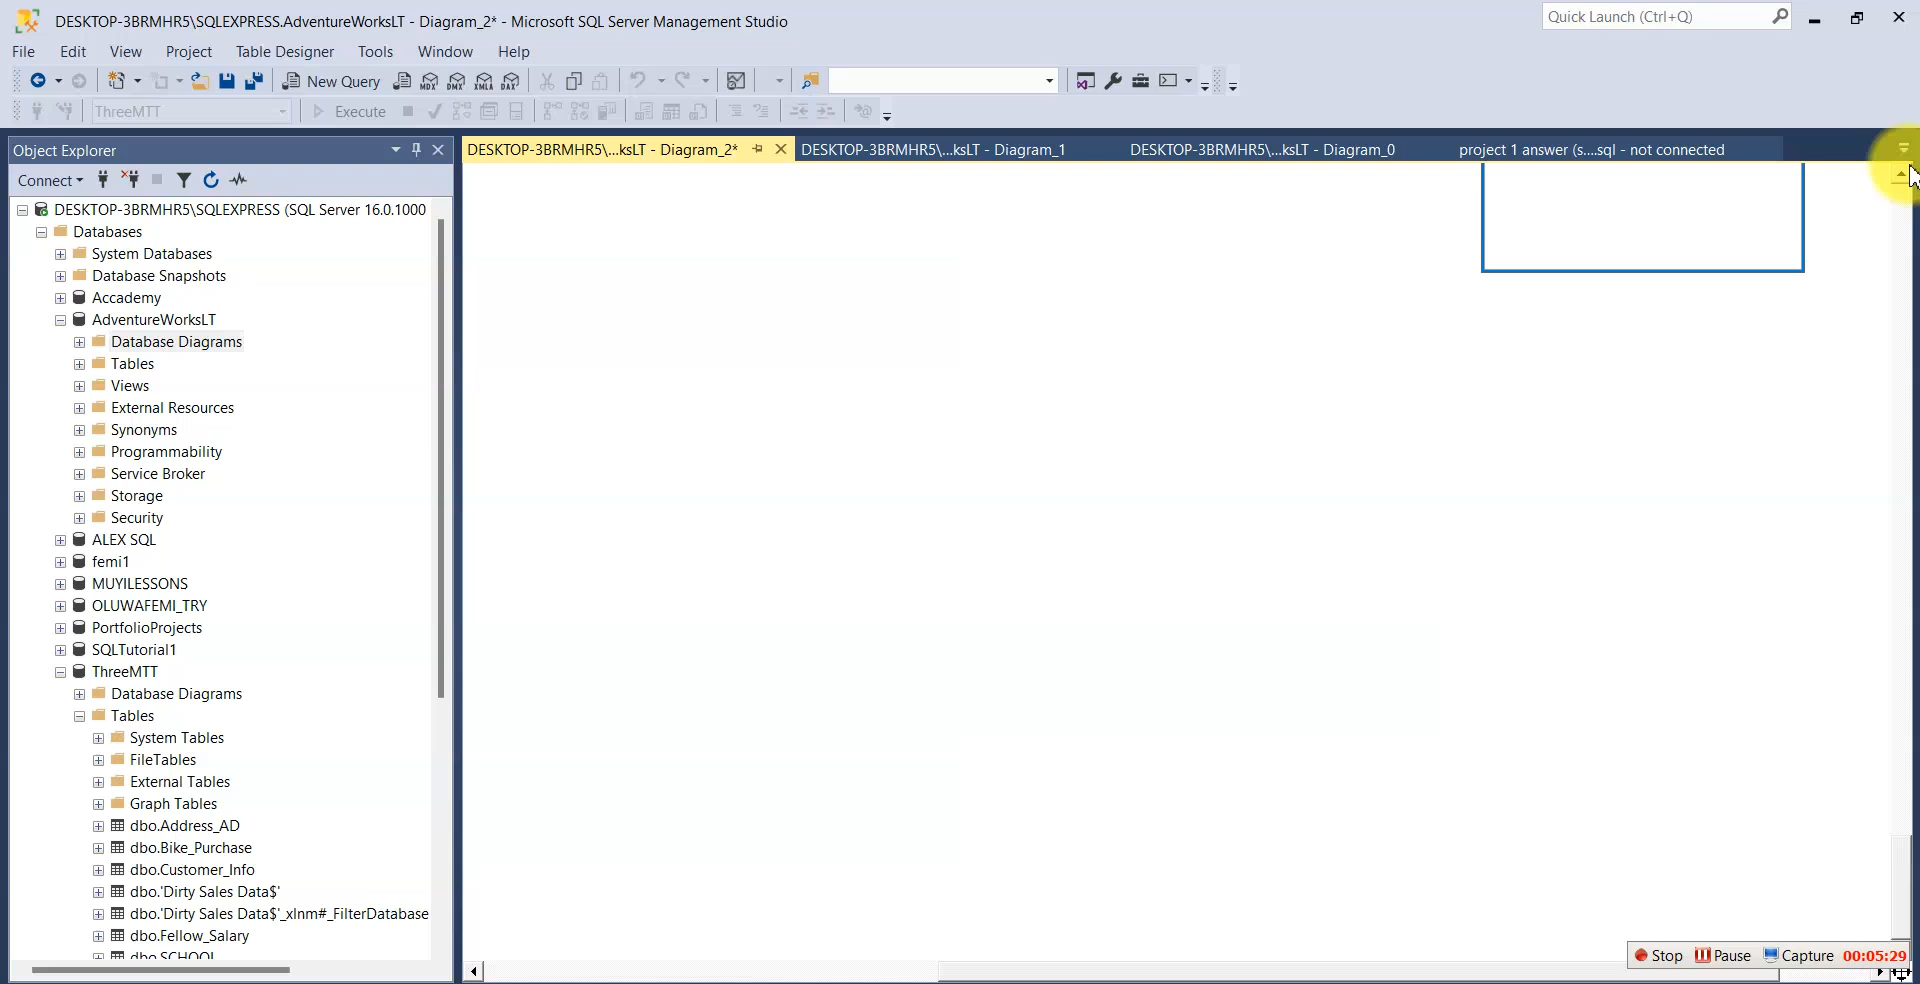 DESKTOP-3BRMHR5\SQLEXPRESS.AdventureWorksLT - Diagram_2* - Microsoft SQL Server Management Studio
Quick Launch (Ctrl+Q)
File Edit View Project Table Designer Tools Window Help
New Query MDX DMX XMLA DAX
ThreeMTT Execute
Object Explorer
DESKTOP-3BRMHR5\...ksLT - Diagram_2* DESKTOP-3BRMHR5\...ksLT - Diagram_1 DESKTOP-3BRMHR5\...ksLT - Diagram_0 project 1 answer (s....sql - not connected
Connect
DESKTOP-3BRMHR5\SQLEXPRESS (SQL Server 16.0.1000
Databases
System Databases
Database Snapshots
Accademy
AdventureWorksLT
Database Diagrams
Tables
Views
External Resources
Synonyms
Programmability
Service Broker
Storage
Security
ALEX SQL
femi1
MUYILESSONS
OLUWAFEMI_TRY
PortfolioProjects
SQLTutorial1
ThreeMTT
Database Diagrams
Tables
System Tables
FileTables
External Tables
Graph Tables
dbo.Address_AD
dbo.Bike_Purchase
dbo.Customer_Info
dbo.'Dirty Sales Data$'
dbo.'Dirty Sales Data$'_xlnm#_FilterDatabase
dbo.Fellow_Salary
dbo.SCHOOL
Stop Pause Capture 00:05:29